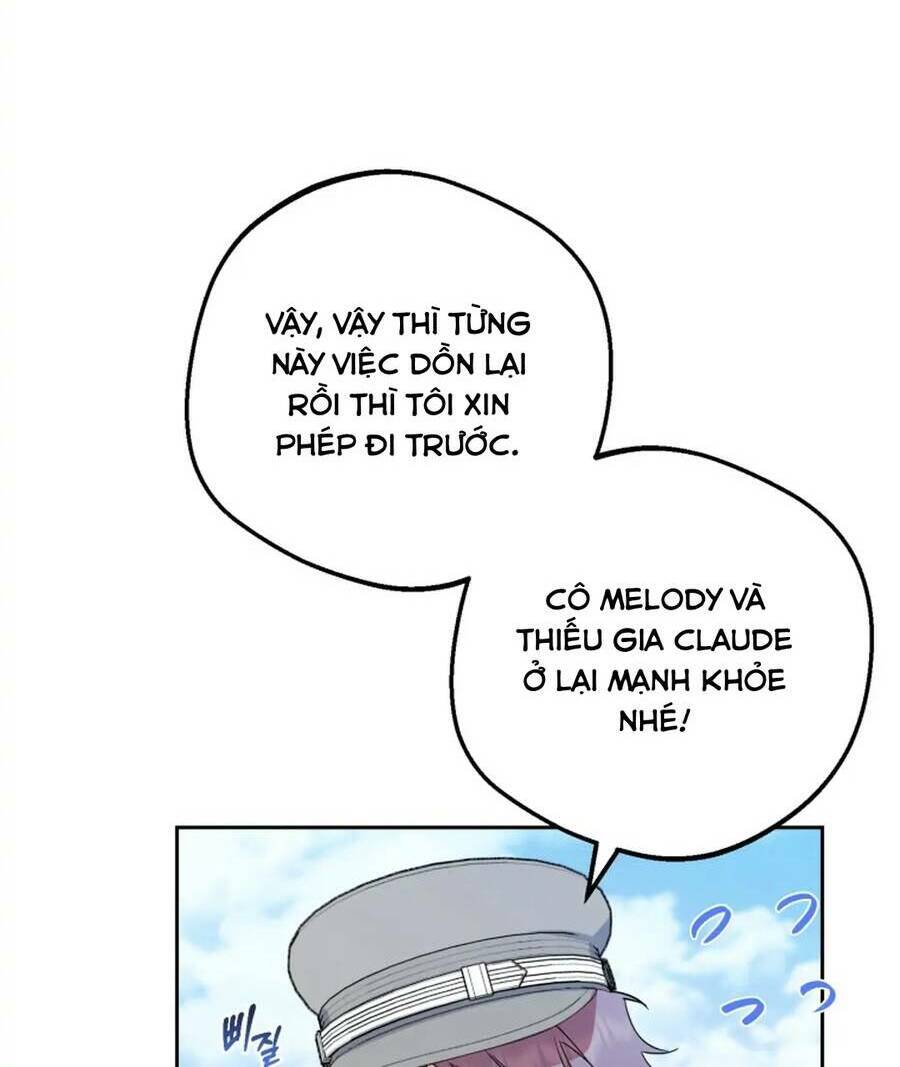 VẬY, VẬY THÌ TỪNG
NÀY VIỆC DỒN LẠI
RỒI THÌ TÔI XIN
PHÉP ĐI TRƯỚC.
CÔ MELODY VÀ
THIẾU GIA CLAUDE
Ở LẠI MẠNH KHỎE
NHÉ!
삐질